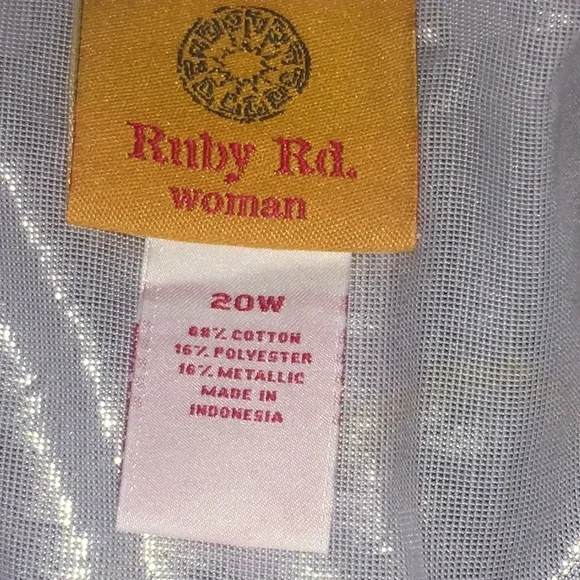 Ruby Rd.
woman
20W
68% COTTON
16% POLYESTER
16% METALLIC
MADE IN
INDONESIA